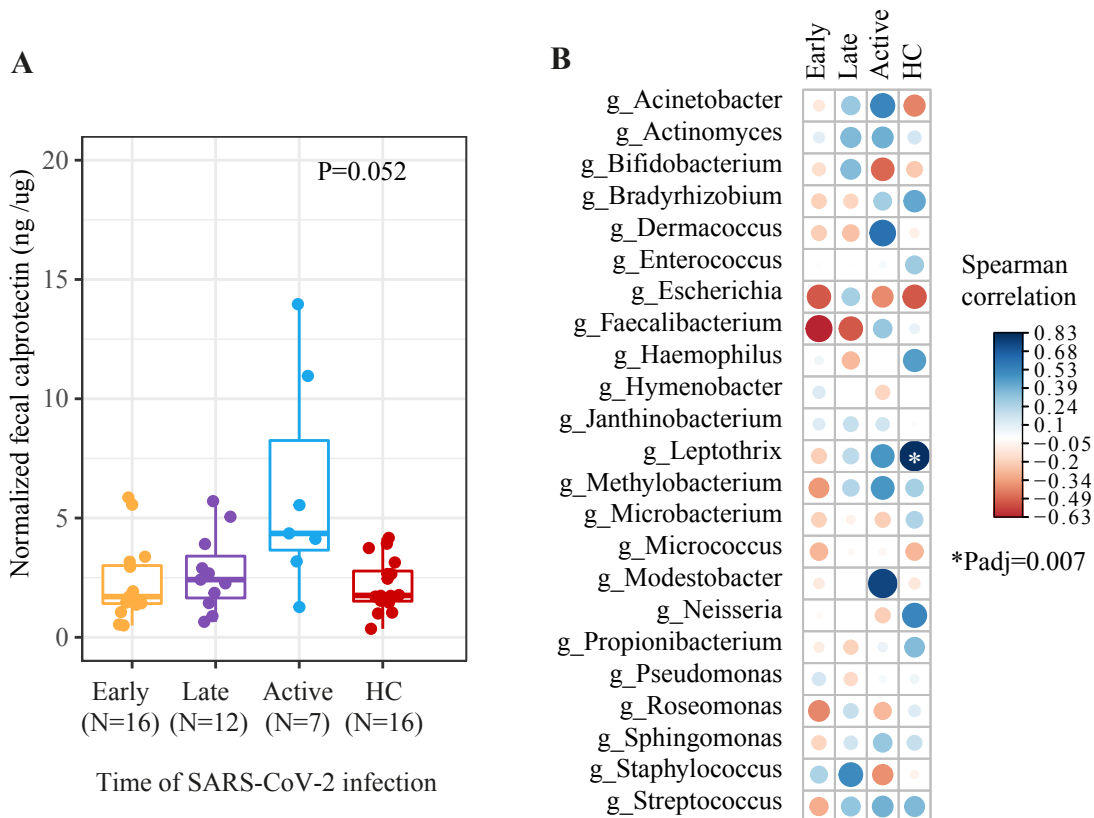 A
Normalized fecal calprotectin (ng /ug)
20
15
10
5
0
P=0.052
Early Late Active HC
(N=16) (N=12) (N=7) (N=16)
Time of SARS-CoV-2 infection
B
Early Late Active HC
g_Acinetobacter
g_Actinomyces
g_Bifidobacterium
g_Bradyrhizobium
g_Dermacoccus
g_Enterococcus
g_Escherichia
g_Faecalibacterium
g_Haemophilus
g_Hymenobacter
g_Janthinobacterium
g_Leptothrix
*
g_Methylobacterium
g_Microbacterium
g_Micrococcus
g_Modestobacter
g_Neisseria
g_Propionibacterium
g_Pseudomonas
g_Roseomonas
g_Sphingomonas
g_Staphylococcus
g_Streptococcus
Spearman
correlation
0.83
0.68
0.53
0.39
0.24
0.1
−0.05
−0.2
−0.34
−0.49
−0.63
*Padj=0.007